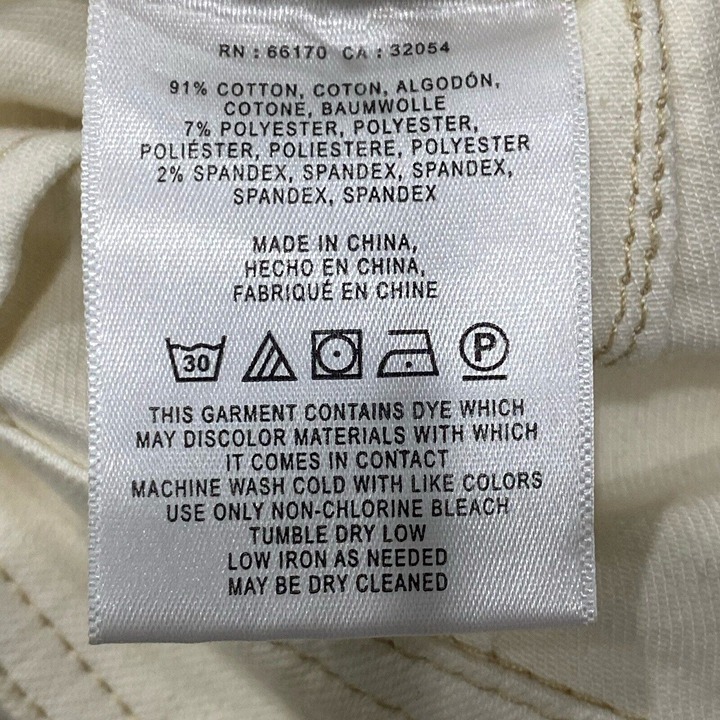 RN : 66170 CA : 32054
91% COTTON, COTON, ALGODÓN,
COTONE, BAUMWOLLE
7% POLYESTER, POLYESTER,
POLIÉSTER, POLIESTERE, POLYESTER
2% SPANDEX, SPANDEX, SPANDEX,
SPANDEX, SPANDEX
MADE IN CHINA,
HECHO EN CHINA,
FABRIQUÉ EN CHINE
30 P
THIS GARMENT CONTAINS DYE WHICH
MAY DISCOLOR MATERIALS WITH WHICH
IT COMES IN CONTACT
MACHINE WASH COLD WITH LIKE COLORS
USE ONLY NON-CHLORINE BLEACH
TUMBLE DRY LOW
LOW IRON AS NEEDED
MAY BE DRY CLEANED